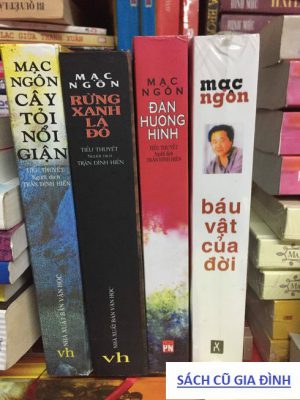 MẠC
NGÔN
CÂY
TỎI
NỔI
GIẬN
TIỂU THUYẾT
Người dịch
TRẦN ĐÌNH HIẾN
NHÀ XUẤT BẢN VĂN HỌC
vh
MẠC
NGÔN
RỪNG
XANH
LÁ
ĐỎ
TIỂU THUYẾT
Người dịch
TRẦN ĐÌNH HIẾN
NHÀ XUẤT BẢN VĂN HỌC
vh
MẠC
NGÔN
ĐÀN
HƯƠNG
HÌNH
TIỂU THUYẾT
Người dịch
TRẦN ĐÌNH HIẾN
PN
mạc
ngôn
báu
vật
của
đời
SÁCH CŨ GIA ĐÌNH